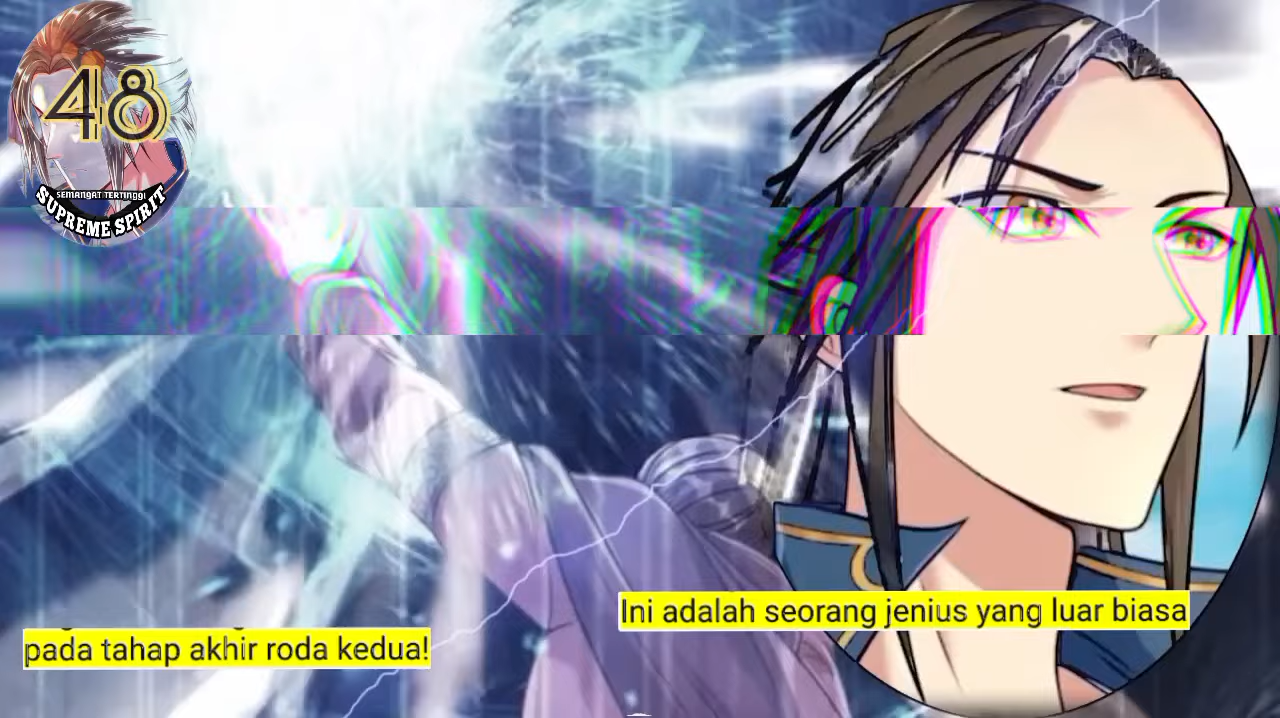 48
SEMANGAT TERTINGGI
SUPREME SPIRIT
Ini adalah seorang jenius yang luar biasa
pada tahap akhir roda kedua!